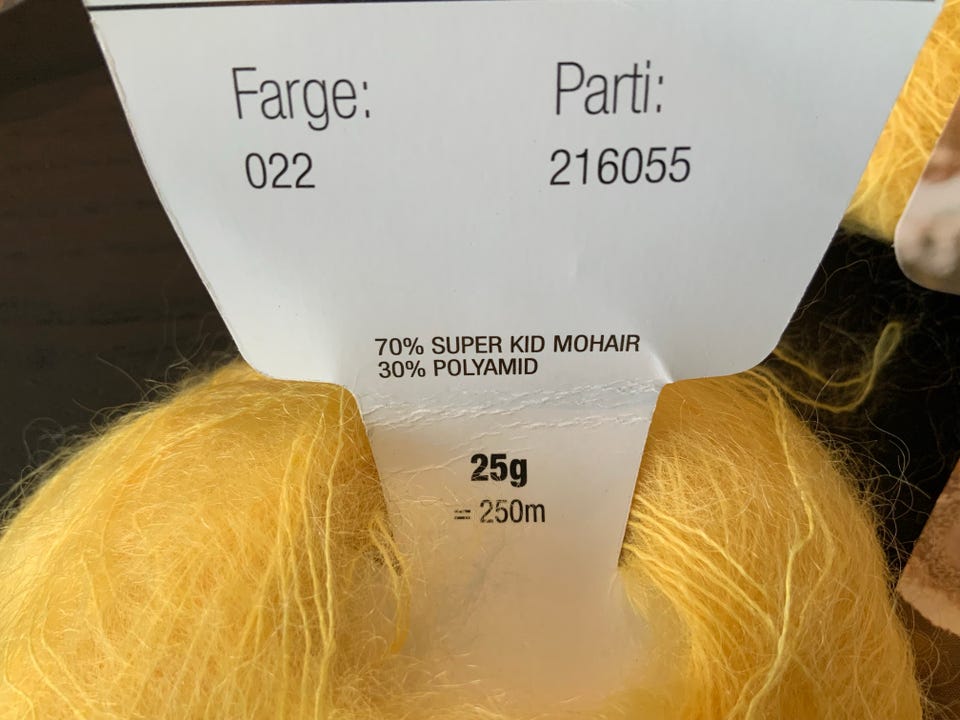 Farge: Parti:
022 216055
70% SUPER KID MOHAIR
30% POLYAMID
25g
= 250m